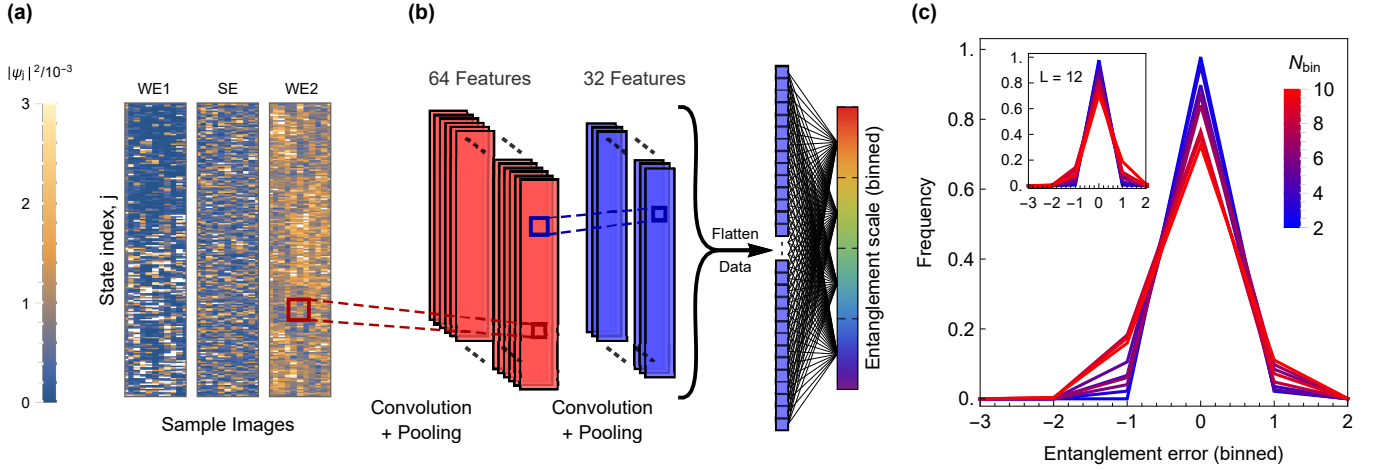 (a)
|ψj|²/10⁻³
3
2
1
0
WE1 SE WE2
State index, j
Sample Images
(b)
64 Features
32 Features
Convolution
+ Pooling
Convolution
+ Pooling
Flatten
Data
Entanglement scale (binned)
(c)
Frequency
1.
0.8
0.6
0.4
0.2
0.
-3 -2 -1 0 1 2
Entanglement error (binned)
L = 12
1.
0.8
0.6
0.4
0.2
0.
-3 -2 -1 0 1 2
Nbin
10
8
6
4
2